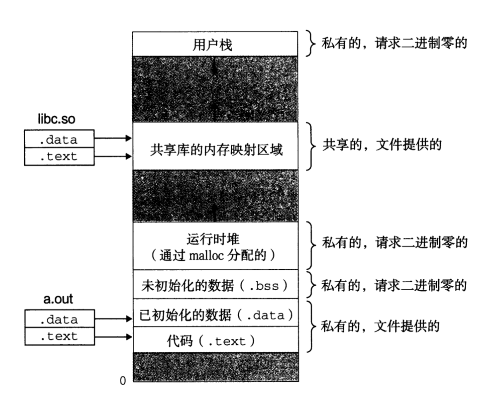 用户栈
私有的，请求二进制零的
libc.so
.data
.text
共享库的内存映射区域
共享的，文件提供的
运行时堆
（通过 malloc 分配的）
私有的，请求二进制零的
未初始化的数据（.bss）
私有的，请求二进制零的
a.out
.data
.text
已初始化的数据（.data）
代码（.text）
私有的，文件提供的
0